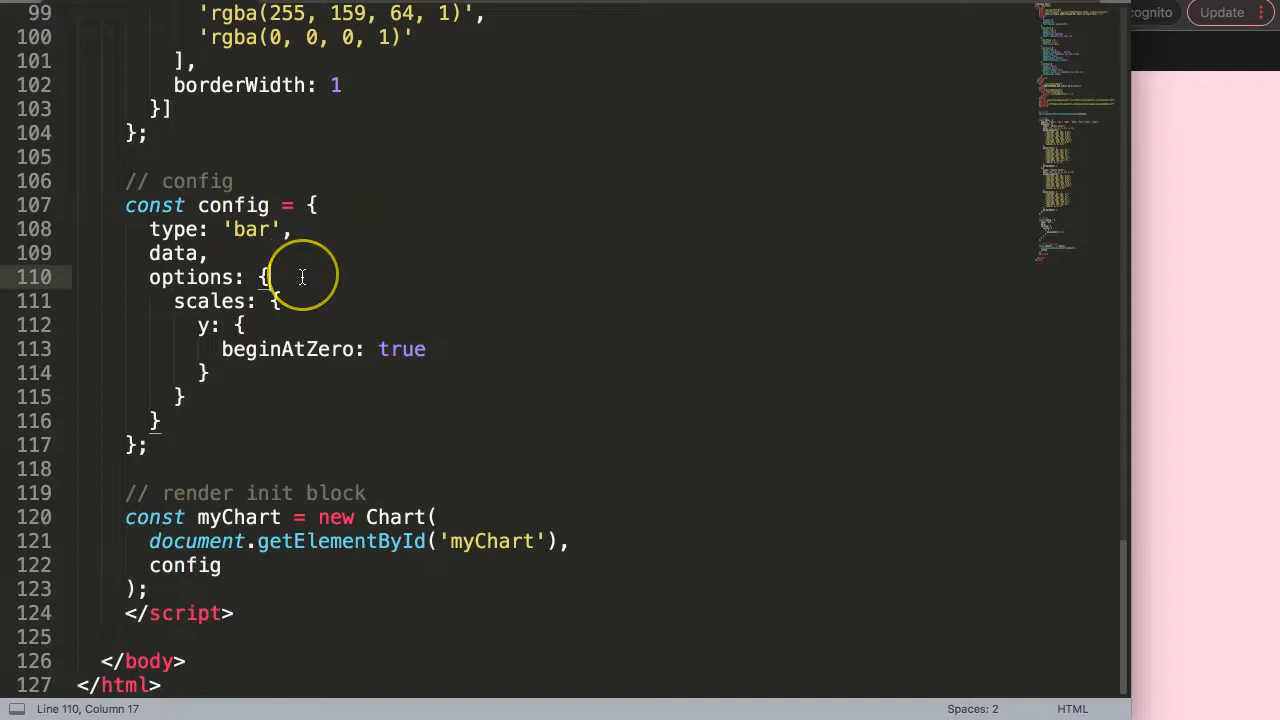 99 'rgba(255, 159, 64, 1)',
100 'rgba(0, 0, 0, 1)'
101 ],
102 borderWidth: 1
103 }]
104 };
105
106 // config
107 const config = {
108 type: 'bar',
109 data,
110 options: {
111 scales: {
112 y: {
113 beginAtZero: true
114 }
115 }
116 }
117 };
118
119 // render init block
120 const myChart = new Chart(
121 document.getElementById('myChart'),
122 config
123 );
124 </script>
125
126 </body>
127 </html>
Line 110, Column 17
Spaces: 2
HTML
Update